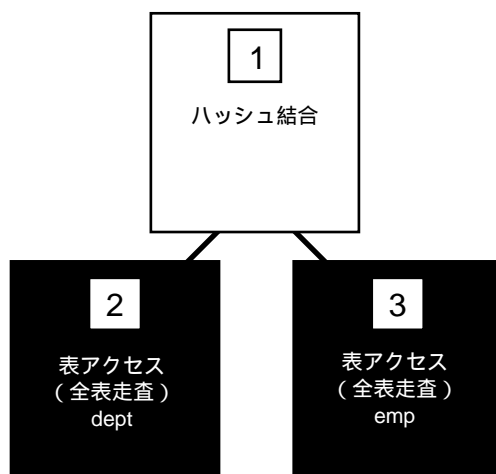 1
ハッシュ結合
2
表アクセス
（全表走査）
dept
3
表アクセス
（全表走査）
emp